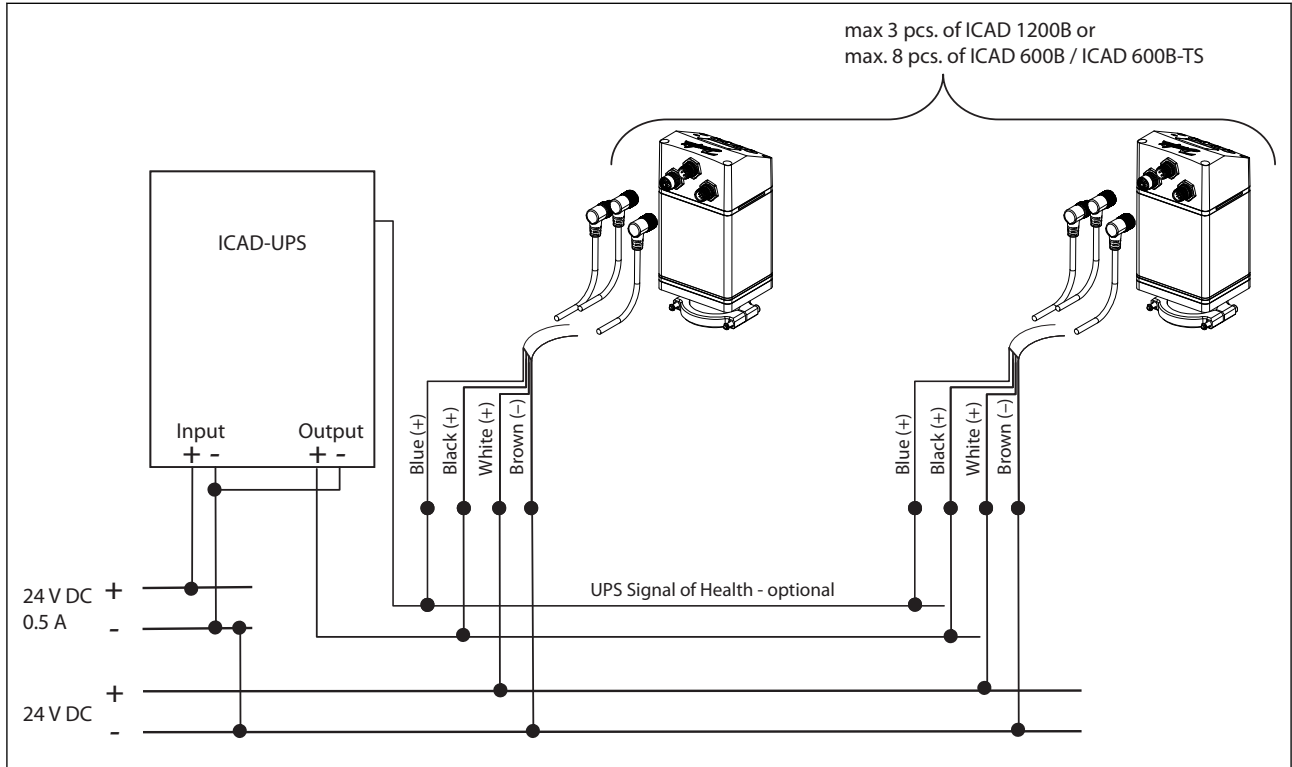 max 3 pcs. of ICAD 1200B or
max. 8 pcs. of ICAD 600B / ICAD 600B-TS
ICAD-UPS
Input
Output
+ -
+ -
Blue (+)
Black (+)
White (+)
Brown (−)
Blue (+)
Black (+)
White (+)
Brown (−)
UPS Signal of Health - optional
24 V DC
0.5 A
+
-
24 V DC
+
-